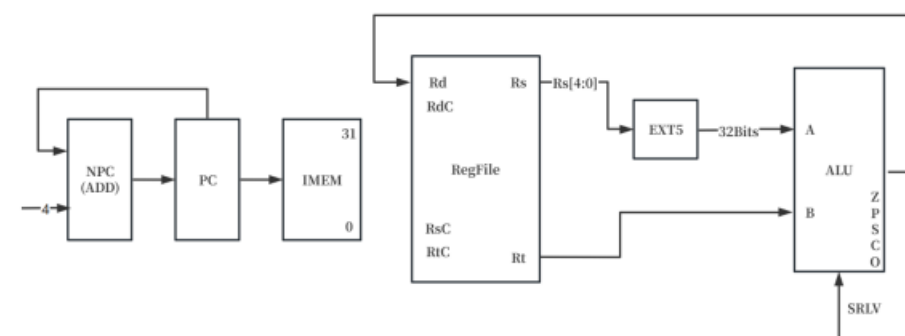 NPC
(ADD)
4
PC
31
IMEM
0
Rd
RdC
RegFile
RsC
RtC
Rs
Rt
Rs[4:0]
EXT5
32Bits
A
B
ALU
Z
P
S
C
O
SRLV